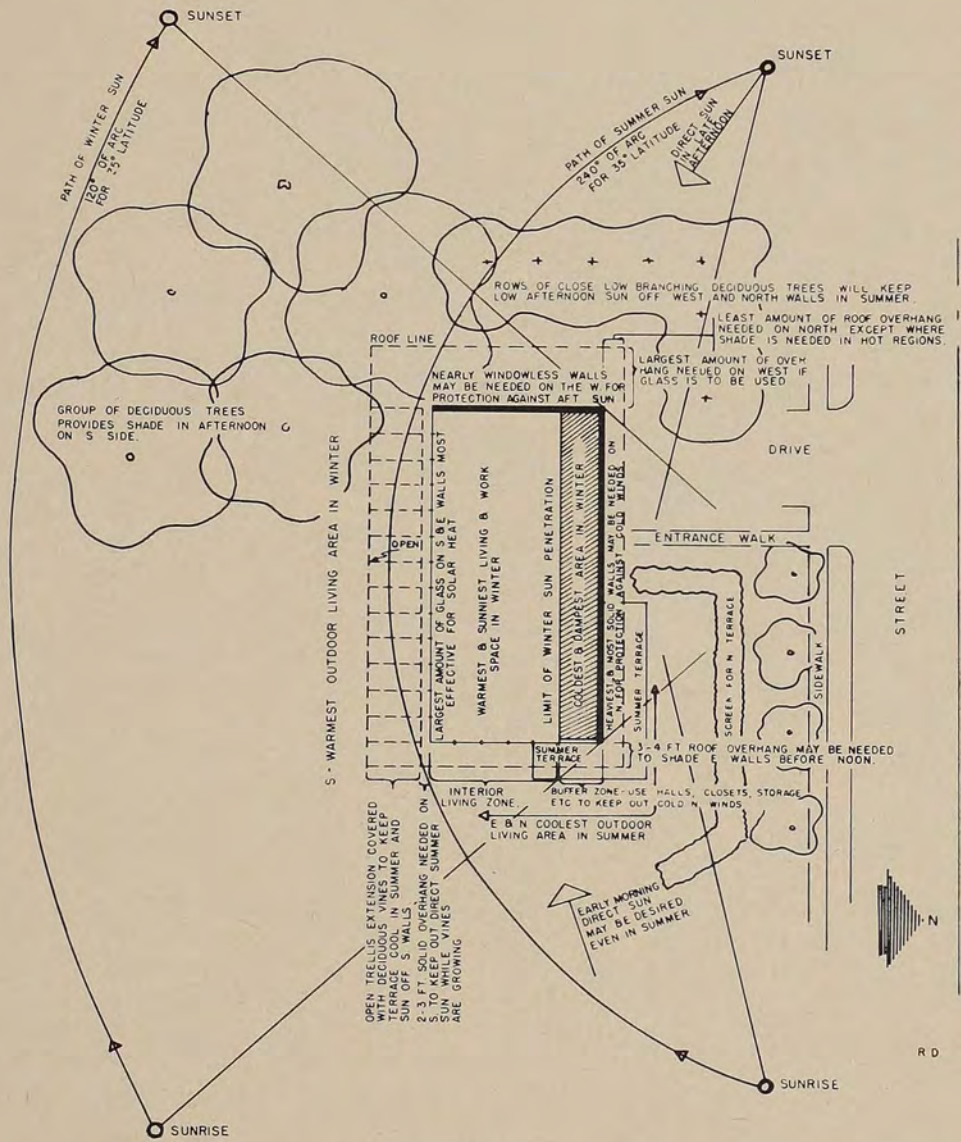 SUNSET
SUNSET
PATH OF WINTER SUN
120° OF ARC
FOR 35° LATITUDE
PATH OF SUMMER SUN
240° OF ARC
FOR 35° LATITUDE
DIRECT SUN
IN LATE
AFTERNOON
ROWS OF CLOSE LOW BRANCHING DECIDUOUS TREES WILL KEEP
LOW AFTERNOON SUN OFF WEST AND NORTH WALLS IN SUMMER.
LEAST AMOUNT OF ROOF OVERHANG
NEEDED ON NORTH EXCEPT WHERE
SHADE IS NEEDED IN HOT REGIONS.
ROOF LINE
LARGEST AMOUNT OF OVER
HANG NEEDED ON WEST IF
GLASS IS TO BE USED
NEARLY WINDOWLESS WALLS
MAY BE NEEDED ON THE W. FOR
PROTECTION AGAINST AFT SUN
GROUP OF DECIDUOUS TREES
PROVIDES SHADE IN AFTERNOON
ON S SIDE.
DRIVE
ENTRANCE WALK
STREET
SIDEWALK
S - WARMEST OUTDOOR LIVING AREA IN WINTER
OPEN
LARGEST AMOUNT OF GLASS ON S & E WALLS MOST
EFFECTIVE FOR SOLAR HEAT
WARMEST & SUNNIEST LIVING & WORK
SPACE IN WINTER
LIMIT OF WINTER SUN PENETRATION
COLDEST & DAMPEST AREA IN WINTER
HEAVIEST & MOST SOLID WALLS MAY BE NEEDED ON
N FOR PROTECTION AGAINST COLD WINDS
SUMMER TERRACE
SCREEN FOR N TERRACE
3-4 FT ROOF OVERHANG MAY BE NEEDED
TO SHADE E WALLS BEFORE NOON.
SUMMER
TERRACE
INTERIOR
LIVING ZONE.
BUFFER ZONE-USE HALLS, CLOSETS, STORAGE
ETC TO KEEP OUT COLD N WINDS
E & N COOLEST OUTDOOR
LIVING AREA IN SUMMER
OPEN TRELLIS EXTENSION COVERED
WITH DECIDUOUS VINES TO KEEP
TERRACE COOL IN SUMMER AND
SUN OFF S WALLS
2-3 FT. SOLID OVERHANG NEEDED ON
S. TO KEEP OUT DIRECT SUMMER
SUN WHILE VINES
ARE GROWING
EARLY MORNING
DIRECT SUN
MAY BE DESIRED
EVEN IN SUMMER
N
R D
SUNRISE
SUNRISE